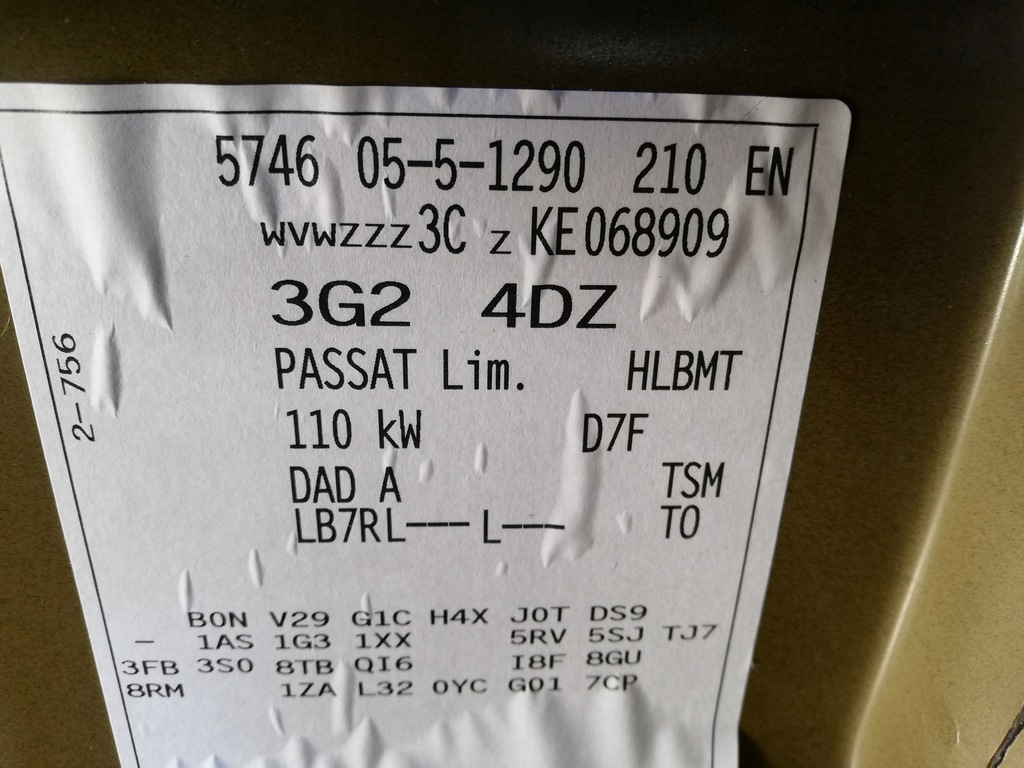 5746 05-5-1290 210 EN
WVWZZZ3C Z KE068909
3G2 4DZ
PASSAT Lim. HLBMT
110 kW D7F
DAD A TSM
LB7RL--- L--- TO
2-756
B0N V29 G1C H4X J0T DS9
- 1AS 1G3 1XX 5RV 5SJ TJ7
3FB 3S0 8TB QI6 I8F 8GU
8RM 1ZA L32 0YC G01 7CP